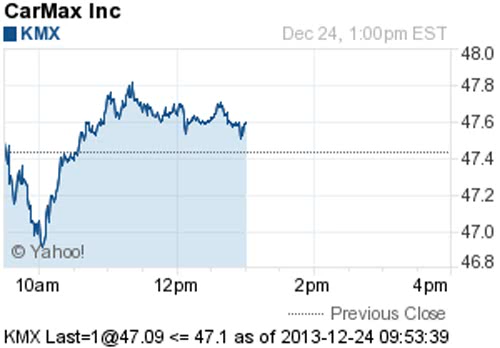 CarMax Inc
KMX
Dec 24, 1:00pm EST
48.0
47.8
47.6
47.4
47.2
47.0
46.8
© Yahoo!
10am 12pm 2pm 4pm
Previous Close
KMX Last=1@47.09 <= 47.1 as of 2013-12-24 09:53:39